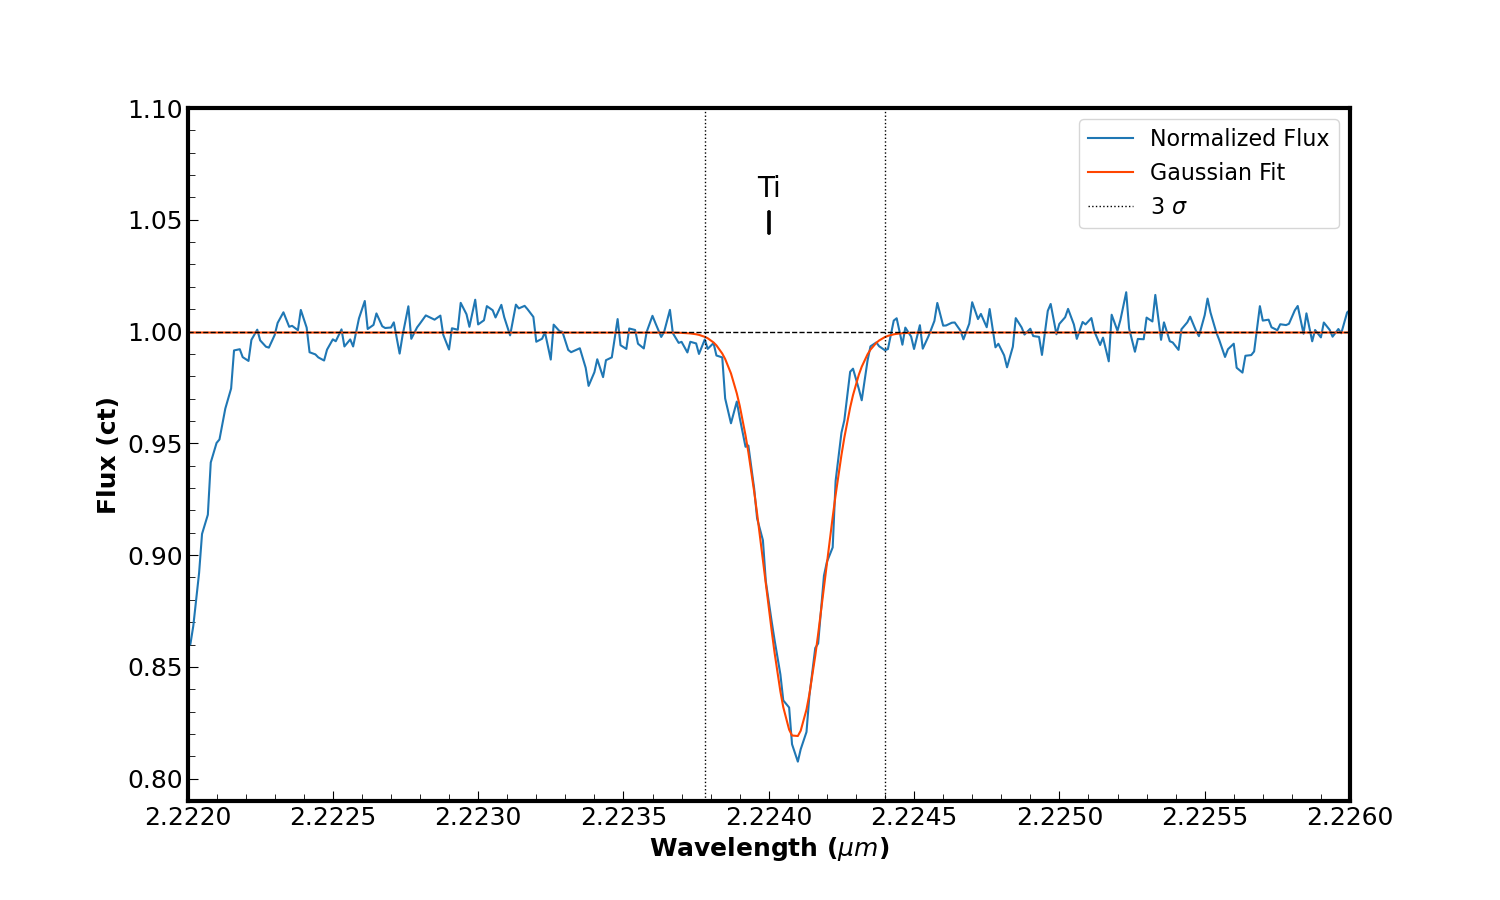 1.10
1.05
1.00
0.95
0.90
0.85
0.80
Flux (ct)
Ti
Normalized Flux
Gaussian Fit
3 σ
2.2220 2.2225 2.2230 2.2235 2.2240 2.2245 2.2250 2.2255 2.2260
Wavelength (μm)